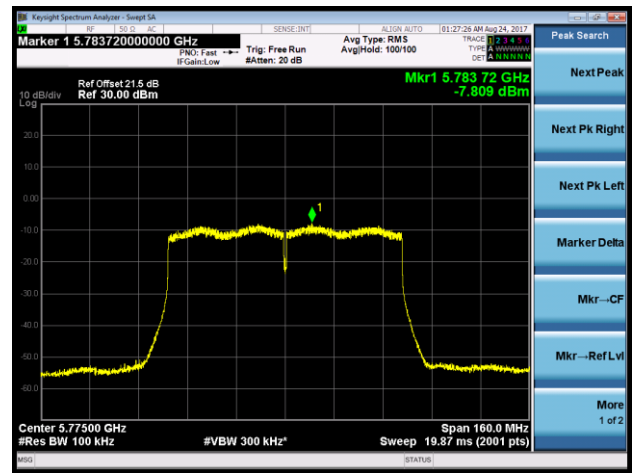 Keysight Spectrum Analyzer - Swept SA
RF 50 Ω AC SENSE:INT ALIGN AUTO 01:27:26 AM Aug 24, 2017
Marker 1 5.783720000000 GHz
PNO: Fast
IFGain:Low
Trig: Free Run
#Atten: 20 dB
Avg Type: RMS
Avg|Hold: 100/100
TRACE 1 2 3 4 5 6
TYPE A WWWWW
DET A N N N N N
Peak Search
Mkr1 5.783 72 GHz
-7.809 dBm
Ref Offset 21.5 dB
10 dB/div Ref 30.00 dBm
Log
20.0
10.0
0.00
-10.0
-20.0
-30.0
-40.0
-50.0
-60.0
1
Center 5.77500 GHz Span 160.0 MHz
#Res BW 100 kHz #VBW 300 kHz* Sweep 19.87 ms (2001 pts)
MSG STATUS
Next Peak
Next Pk Right
Next Pk Left
Marker Delta
Mkr→CF
Mkr→Ref Lvl
More
1 of 2